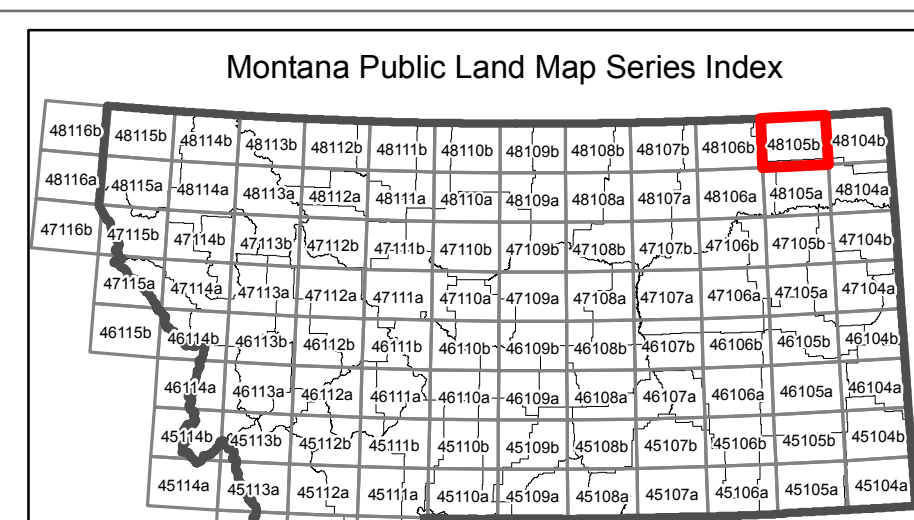 Montana Public Land Map Series Index
48116b 48115b 48114b 48113b 48112b 48111b 48110b 48109b 48108b 48107b 48106b 48105b 48104b
48116a 48115a 48114a 48113a 48112a 48111a 48110a 48109a 48108a 48107a 48106a 48105a 48104a
47116b 47115b 47114b 47113b 47112b 47111b 47110b 47109b 47108b 47107b 47106b 47105b 47104b
47115a 47114a 47113a 47112a 47111a 47110a 47109a 47108a 47107a 47106a 47105a 47104a
46115b 46114b 46113b 46112b 46111b 46110b 46109b 46108b 46107b 46106b 46105b 46104b
46114a 46113a 46112a 46111a 46110a 46109a 46108a 46107a 46106a 46105a 46104a
45114b 45113b 45112b 45111b 45110b 45109b 45108b 45107b 45106b 45105b 45104b
45114a 45113a 45112a 45111a 45110a 45109a 45108a 45107a 45106a 45105a 45104a